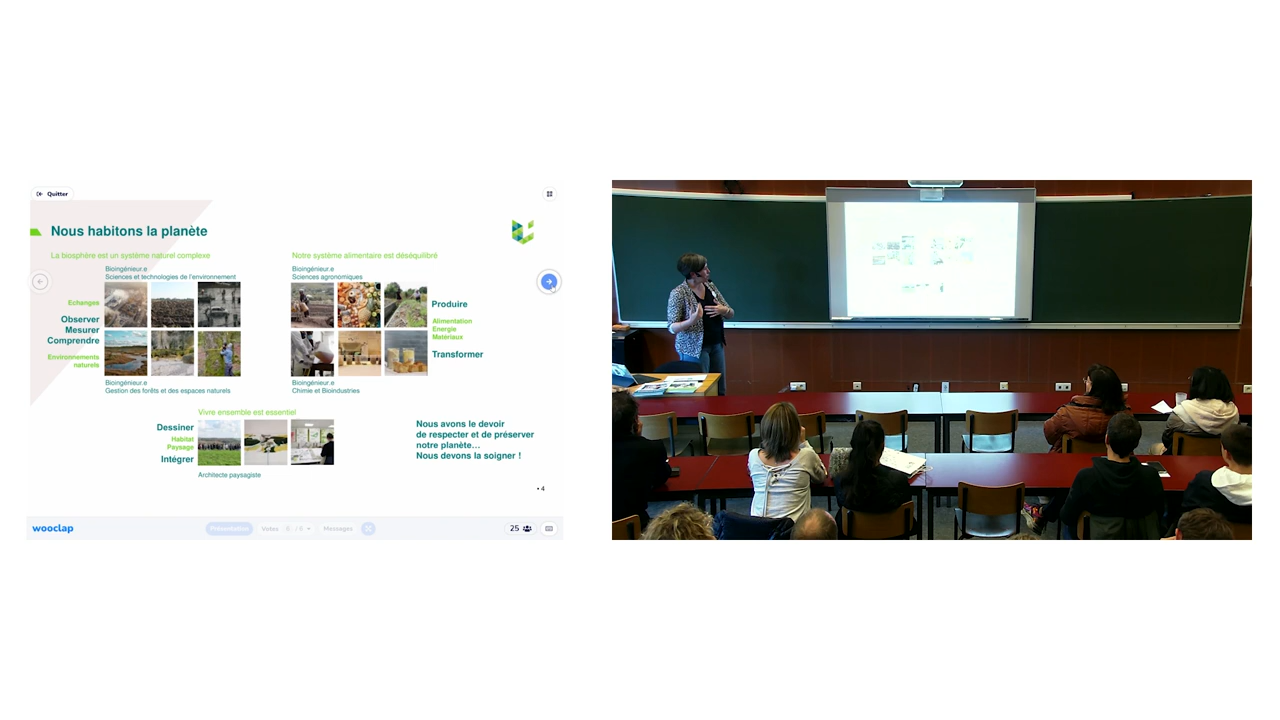 Quitter
Nous habitons la planète
La biosphère est un système naturel complexe
Bioingénieur.e
Sciences et technologies de l'environnement
Echanges
Observer
Mesurer
Comprendre
Environnements
naturels
Bioingénieur.e
Gestion des forêts et des espaces naturels
Notre système alimentaire est déséquilibré
Bioingénieur.e
Sciences agronomiques
Produire
Alimentation
Energie
Matériaux
Transformer
Bioingénieur.e
Chimie et Bioindustries
Vivre ensemble est essentiel
Dessiner
Habitat
Paysage
Intégrer
Architecte paysagiste
Nous avons le devoir
de respecter et de préserver
notre planète…
Nous devons la soigner !
• 4
wooclap
Présentation
Votes
0 / 0
Messages
25